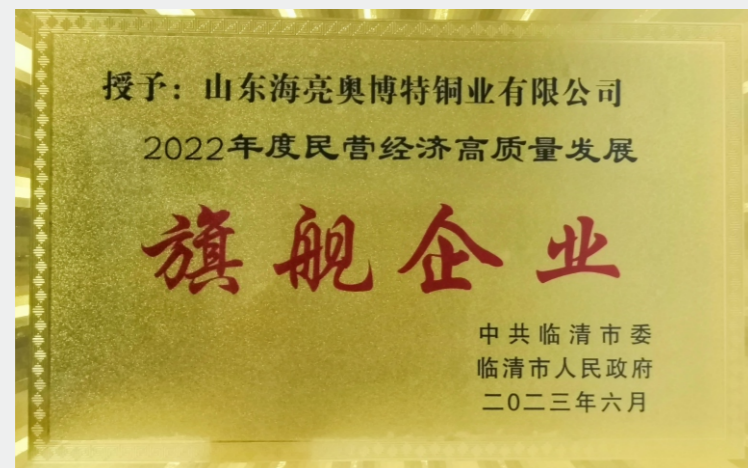 授予：山东海亮奥博特铜业有限公司
2022年度民营经济高质量发展
旗舰企业
中共临清市委
临清市人民政府
二〇二三年六月